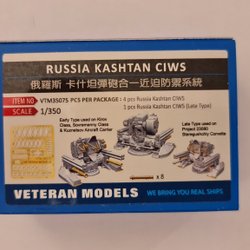 RUSSIA KASHTAN CIWS
俄羅斯 卡什坦彈砲合一近迫防禦系統
ITEM NO VTM35075 PCS PER PACKAGE : 4 pcs Russia Kashtan CIWS
SCALE 1/350 1 pcs Russia Kashtan CIWS (Late Type)
Early Type used on Kirov
Class, Sovremenny Class
& Kuznetsov Aircraft Carrier
Late Type used on
Project 20380
Steregushchiy Corvette
x 8
VETERAN MODELS WE BRING YOU REAL SHIPS